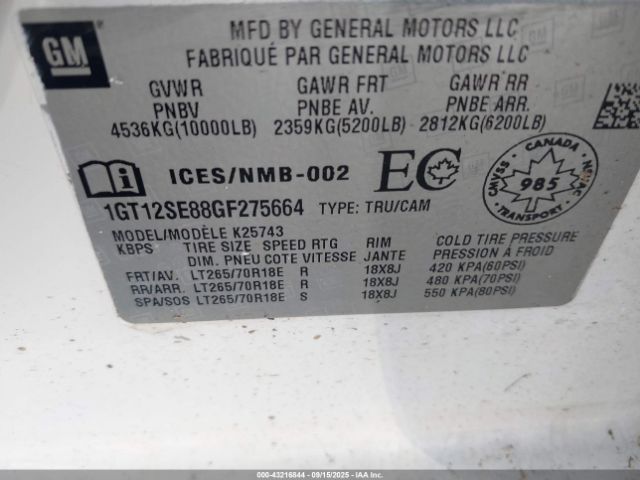 GM
MFD BY GENERAL MOTORS LLC
FABRIQUÉ PAR GENERAL MOTORS LLC
GVWR GAWR FRT GAWR RR
PNBV PNBE AV. PNBE ARR.
4536KG(10000LB) 2359KG(5200LB) 2812KG(6200LB)
ICES/NMB-002 EC
CANADA
CMVSS NSVAC
985
TRANSPORT
1GT12SE88GF275664 TYPE: TRU/CAM
MODEL/MODÈLE K25743
KBPS TIRE SIZE SPEED RTG RIM COLD TIRE PRESSURE
DIM. PNEU COTE VITESSE JANTE PRESSION À FROID
FRT/AV. LT265/70R18E R 18X8J 420 KPA(60PSI)
RR/ARR. LT265/70R18E R 18X8J 480 KPA(70PSI)
SPA/SOS LT265/70R18E S 18X8J 550 KPA(80PSI)
000-43216844 - 09/15/2025 - Copyright IAA, LLC